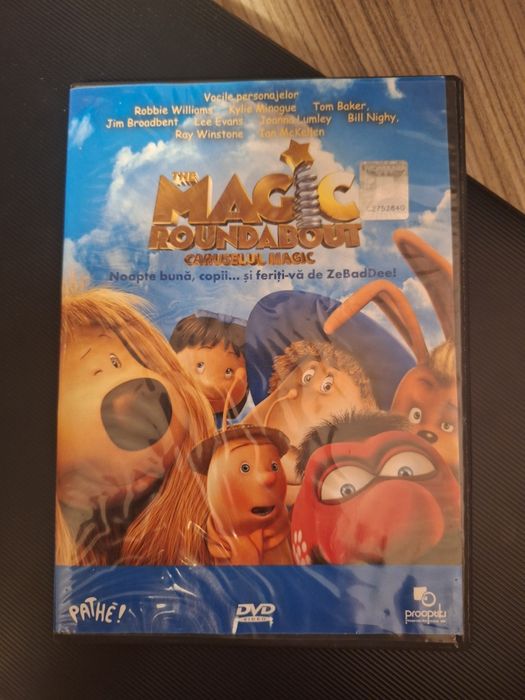 Vocile personajelor
Robbie Williams Kylie Minogue Tom Baker,
Jim Broadbent Lee Evans Joanna Lumley Bill Nighy,
Ray Winstone Ian McKellen
THE
MAGIC
ROUNDABOUT
CARUSELUL MAGIC
Noapte bună, copii... și feriți-vă de ZeBadDee!
PATHE!
DVD
VIDEO
prooptiki